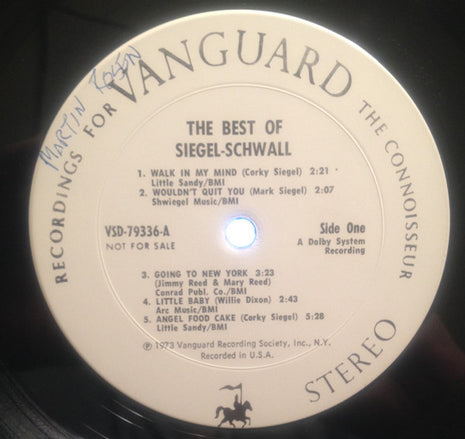 MARTIN ROSEN
RECORDINGS FOR VANGUARD THE CONNOISSEUR
THE BEST OF
SIEGEL-SCHWALL
1. WALK IN MY MIND (Corky Siegel) 2:21
Little Sandy/BMI
2. WOULDN'T QUIT YOU (Mark Siegel) 2:07
Shwiegel Music/BMI
VSD-79336-A
NOT FOR SALE
Side One
A Dolby System
Recording
3. GOING TO NEW YORK 3:23
(Jimmy Reed & Mary Reed)
Conrad Publ. Co./BMI
4. LITTLE BABY (Willie Dixon) 2:43
Arc Music/BMI
5. ANGEL FOOD CAKE (Corky Siegel) 5:28
Little Sandy/BMI
℗ 1973 Vanguard Recording Society, Inc., N.Y.
Recorded in U.S.A.
STEREO